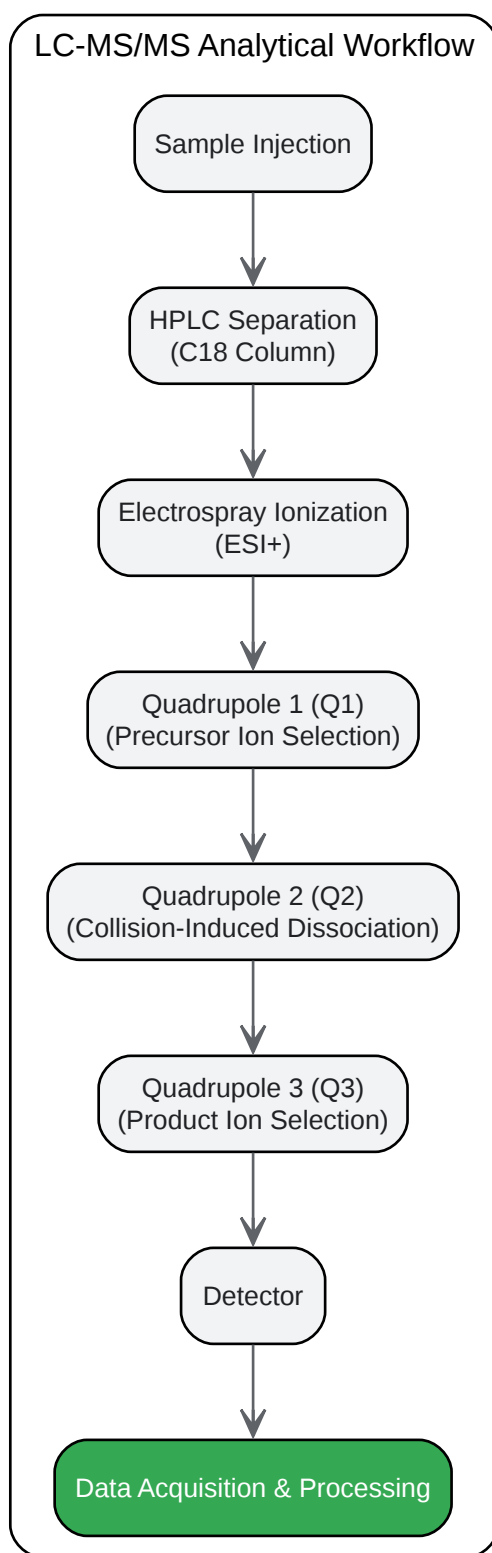 LC-MS/MS Analytical Workflow
Sample Injection
HPLC Separation
(C18 Column)
Electrospray Ionization
(ESI+)
Quadrupole 1 (Q1)
(Precursor Ion Selection)
Quadrupole 2 (Q2)
(Collision-Induced Dissociation)
Quadrupole 3 (Q3)
(Product Ion Selection)
Detector
Data Acquisition & Processing